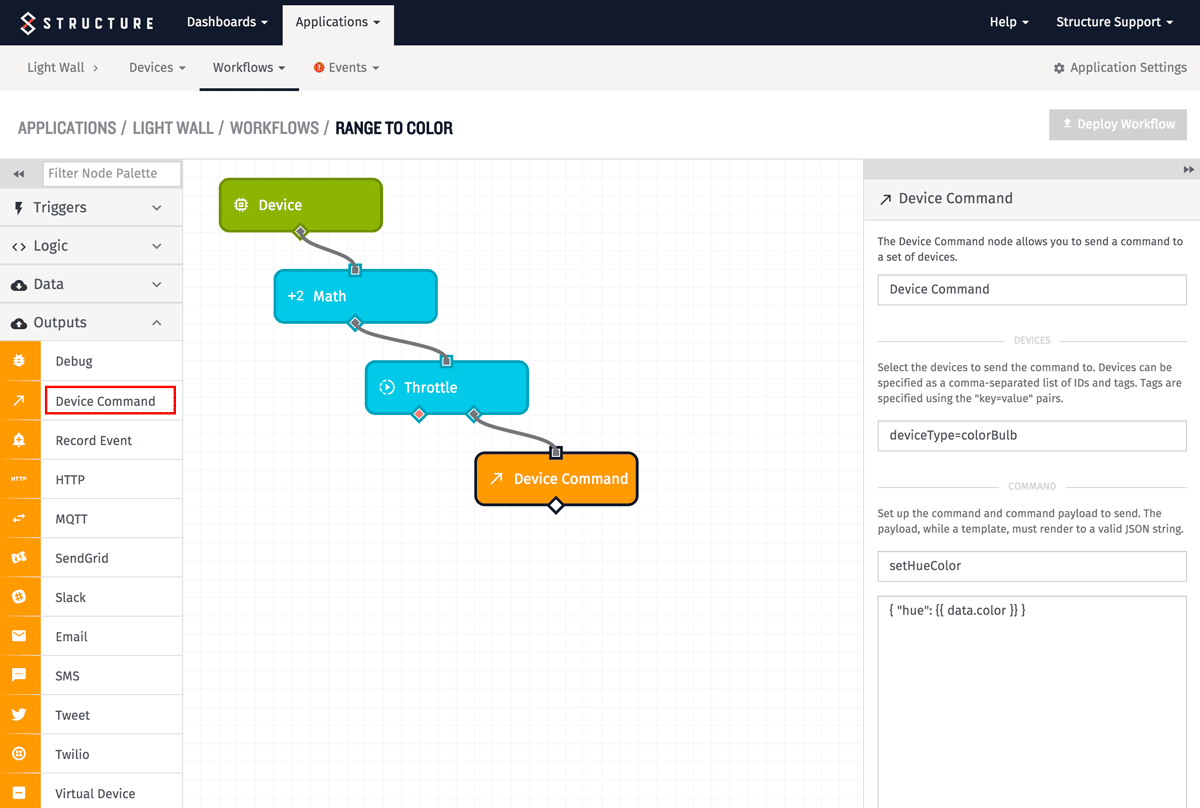 STRUCTURE
Dashboards
Applications
Help
Structure Support
Light Wall
Devices
Workflows
Events
Application Settings
APPLICATIONS / LIGHT WALL / WORKFLOWS / RANGE TO COLOR
Deploy Workflow
Filter Node Palette
Triggers
Logic
Data
Outputs
Debug
Device Command
Record Event
HTTP
HTTP
MQTT
SendGrid
Slack
Email
SMS
Tweet
Twilio
Virtual Device
Device
+2 Math
Throttle
Device Command
Device Command
The Device Command node allows you to send a command to
a set of devices.
Device Command
DEVICES
Select the devices to send the command to. Devices can be
specified as a comma-separated list of IDs and tags. Tags are
specified using the "key=value" pairs.
deviceType=colorBulb
COMMAND
Set up the command and command payload to send. The
payload, while a template, must render to a valid JSON string.
setHueColor
{ "hue": {{ data.color }} }